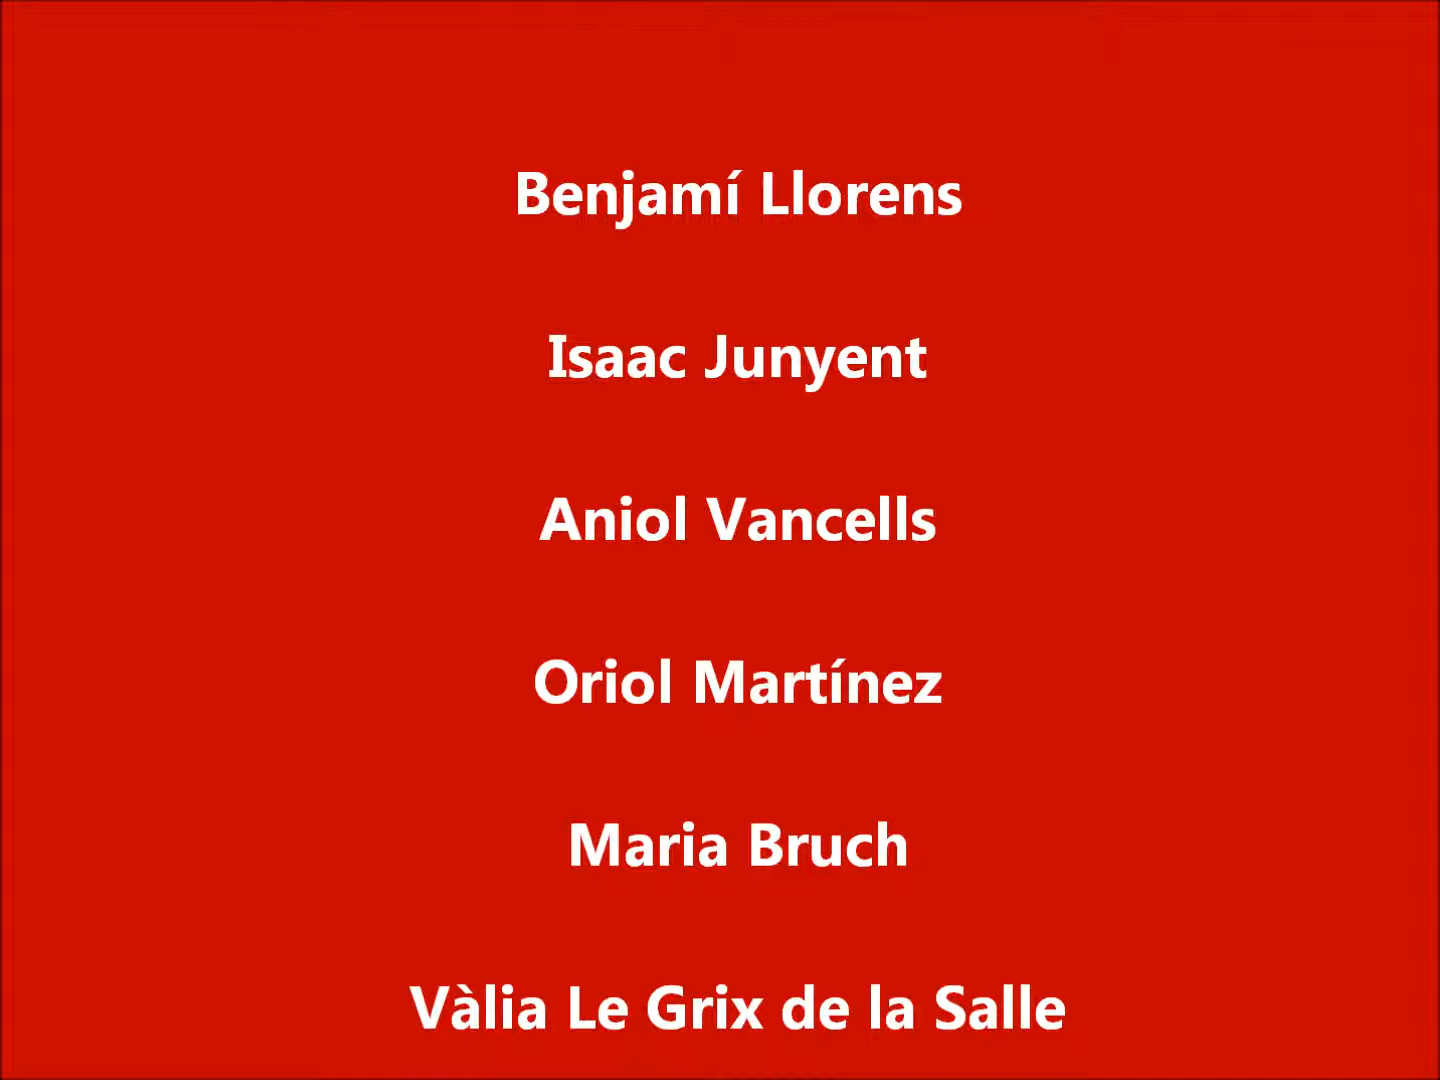 Benjamí Llorens
Isaac Junyent
Aniol Vancells
Oriol Martínez
Maria Bruch
Vàlia Le Grix de la Salle